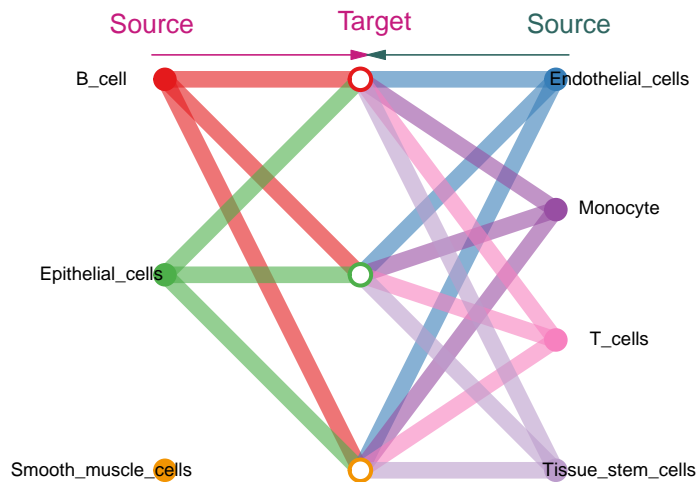 Source
Target
Source
B_cell
Endothelial_cells
Monocyte
Epithelial_cells
T_cells
Smooth_muscle_cells
Tissue_stem_cells